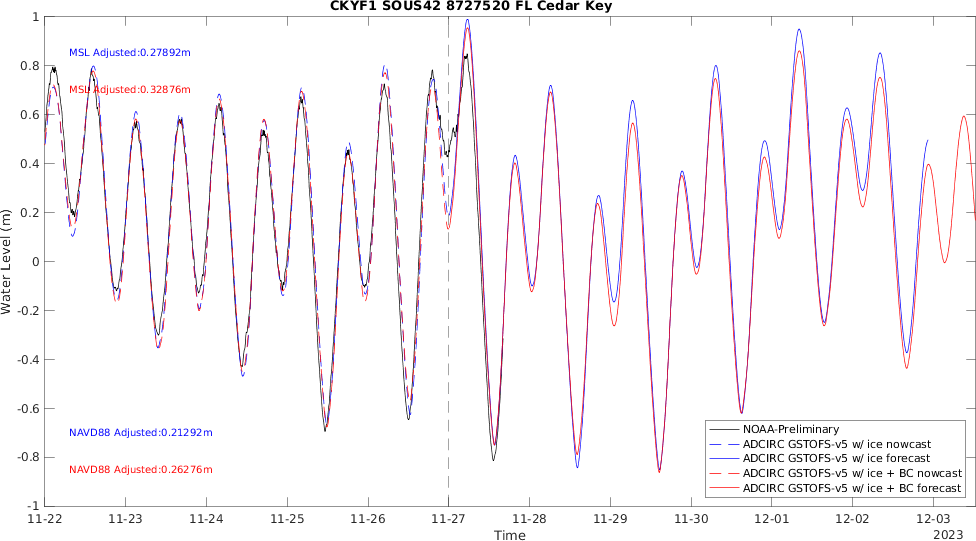 CKYF1 SOUS42 8727520 FL Cedar Key
1
0.8
0.6
0.4
0.2
0
-0.2
-0.4
-0.6
-0.8
-1
Water Level (m)
MSL Adjusted:0.27892m
MSL Adjusted:0.32876m
NAVD88 Adjusted:0.21292m
NAVD88 Adjusted:0.26276m
NOAA-Preliminary
ADCIRC GSTOFS-v5 w/ ice nowcast
ADCIRC GSTOFS-v5 w/ ice forecast
ADCIRC GSTOFS-v5 w/ ice + BC nowcast
ADCIRC GSTOFS-v5 w/ ice + BC forecast
11-22 11-23 11-24 11-25 11-26 11-27 11-28 11-29 11-30 12-01 12-02 12-03
2023
Time